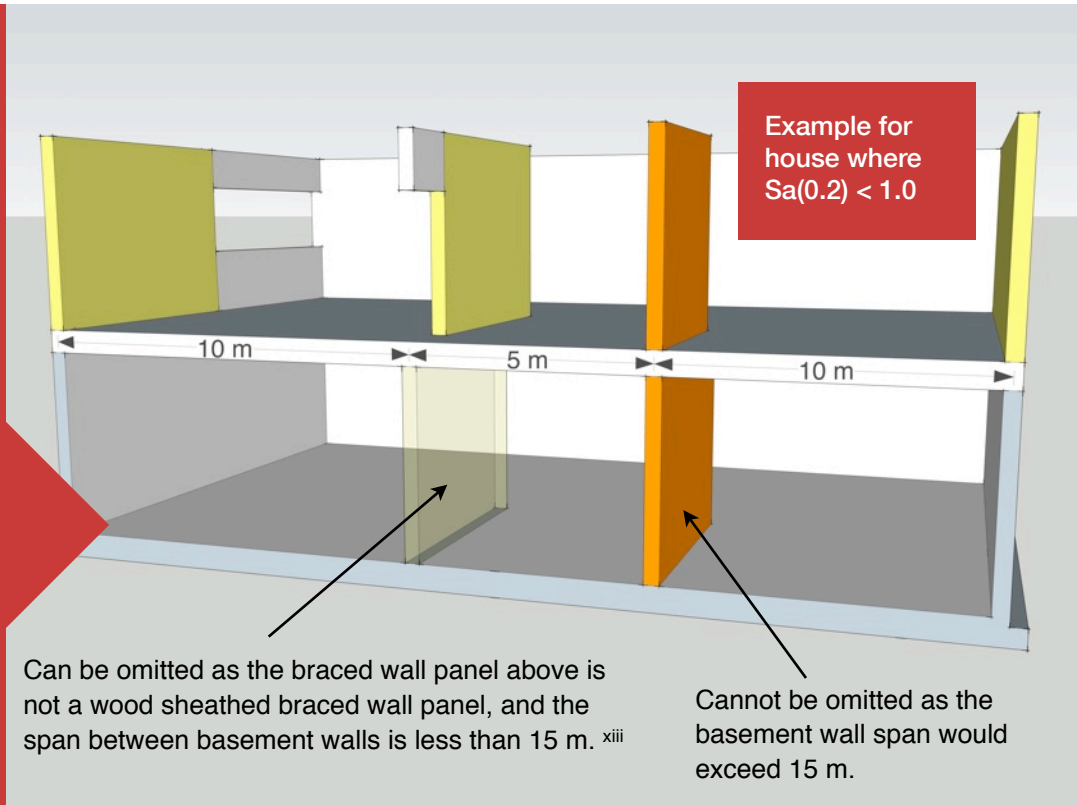 Example for
house where
Sa(0.2) < 1.0
10 m
5 m
10 m
Can be omitted as the braced wall panel above is
not a wood sheathed braced wall panel, and the
span between basement walls is less than 15 m. xiii
Cannot be omitted as the
basement wall span would
exceed 15 m.